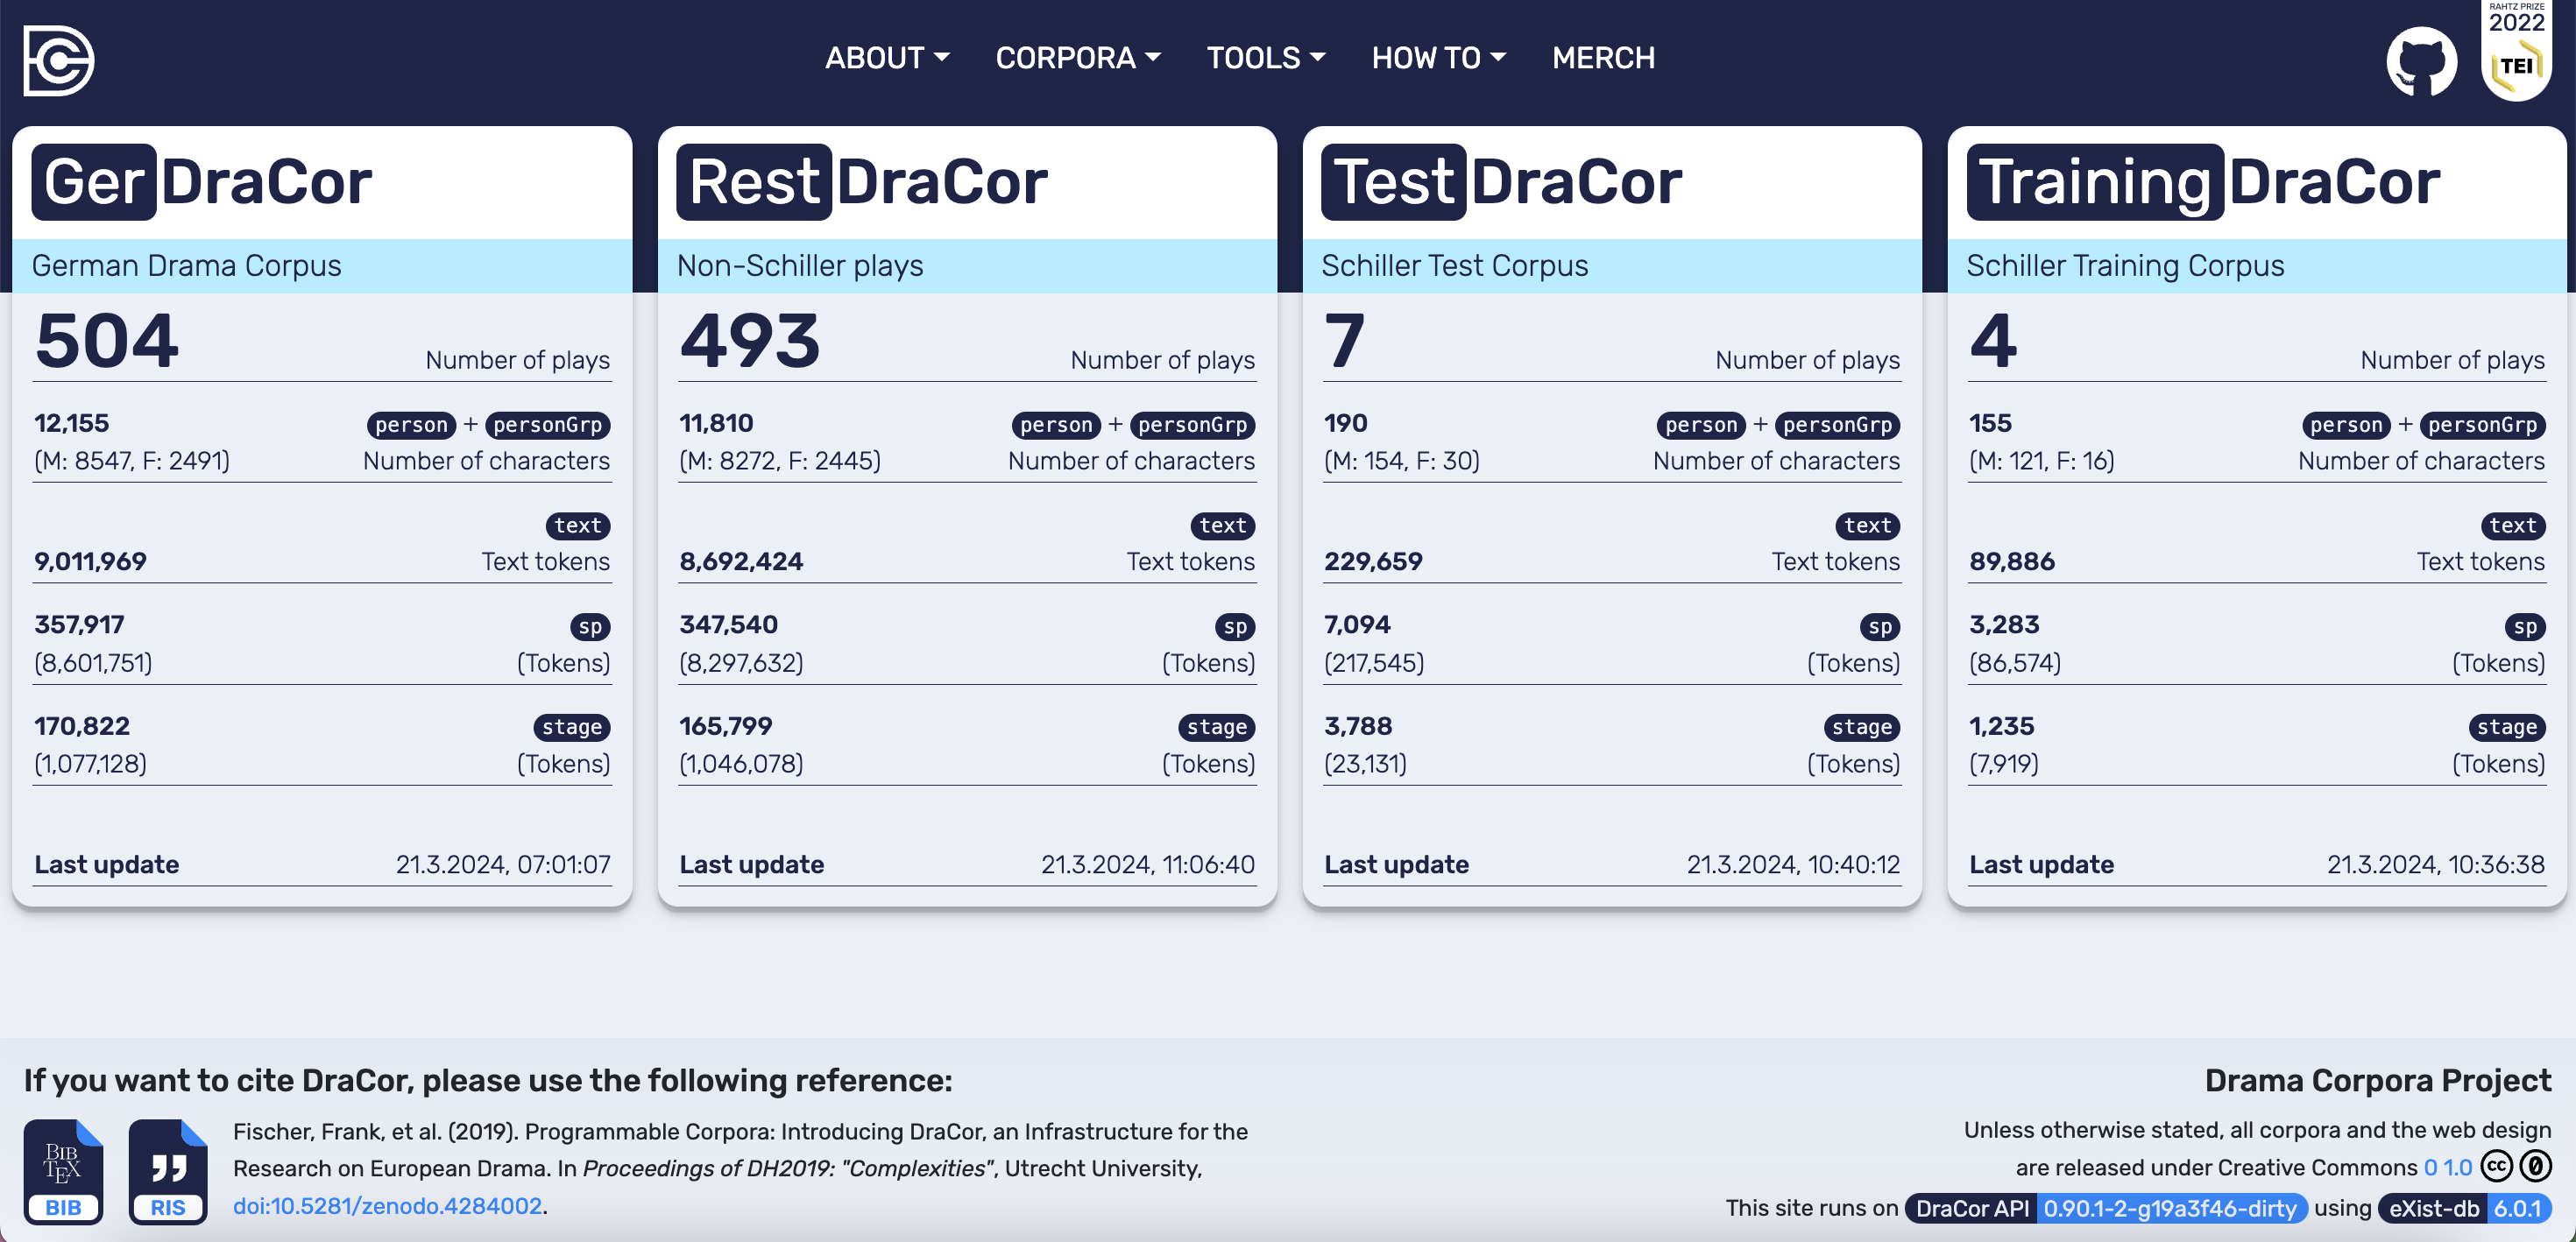 ABOUT CORPORA TOOLS HOW TO MERCH
RAHTZ PRIZE
2022
TEI
GerDraCor
German Drama Corpus
504 Number of plays
12,155 person + personGrp
(M: 8547, F: 2491) Number of characters
text
9,011,969 Text tokens
357,917 sp
(8,601,751) (Tokens)
170,822 stage
(1,077,128) (Tokens)
Last update 21.3.2024, 07:01:07
RestDraCor
Non-Schiller plays
493 Number of plays
11,810 person + personGrp
(M: 8272, F: 2445) Number of characters
text
8,692,424 Text tokens
347,540 sp
(8,297,632) (Tokens)
165,799 stage
(1,046,078) (Tokens)
Last update 21.3.2024, 11:06:40
TestDraCor
Schiller Test Corpus
7 Number of plays
190 person + personGrp
(M: 154, F: 30) Number of characters
text
229,659 Text tokens
7,094 sp
(217,545) (Tokens)
3,788 stage
(23,131) (Tokens)
Last update 21.3.2024, 10:40:12
TrainingDraCor
Schiller Training Corpus
4 Number of plays
155 person + personGrp
(M: 121, F: 16) Number of characters
text
89,886 Text tokens
3,283 sp
(86,574) (Tokens)
1,235 stage
(7,919) (Tokens)
Last update 21.3.2024, 10:36:38
If you want to cite DraCor, please use the following reference:
BIB
TEX
BIB
RIS
Fischer, Frank, et al. (2019). Programmable Corpora: Introducing DraCor, an Infrastructure for the
Research on European Drama. In Proceedings of DH2019: "Complexities", Utrecht University,
doi:10.5281/zenodo.4284002.
Drama Corpora Project
Unless otherwise stated, all corpora and the web design
are released under Creative Commons 0 1.0 cc 0
This site runs on DraCor API 0.90.1-2-g19a3f46-dirty using eXist-db 6.0.1